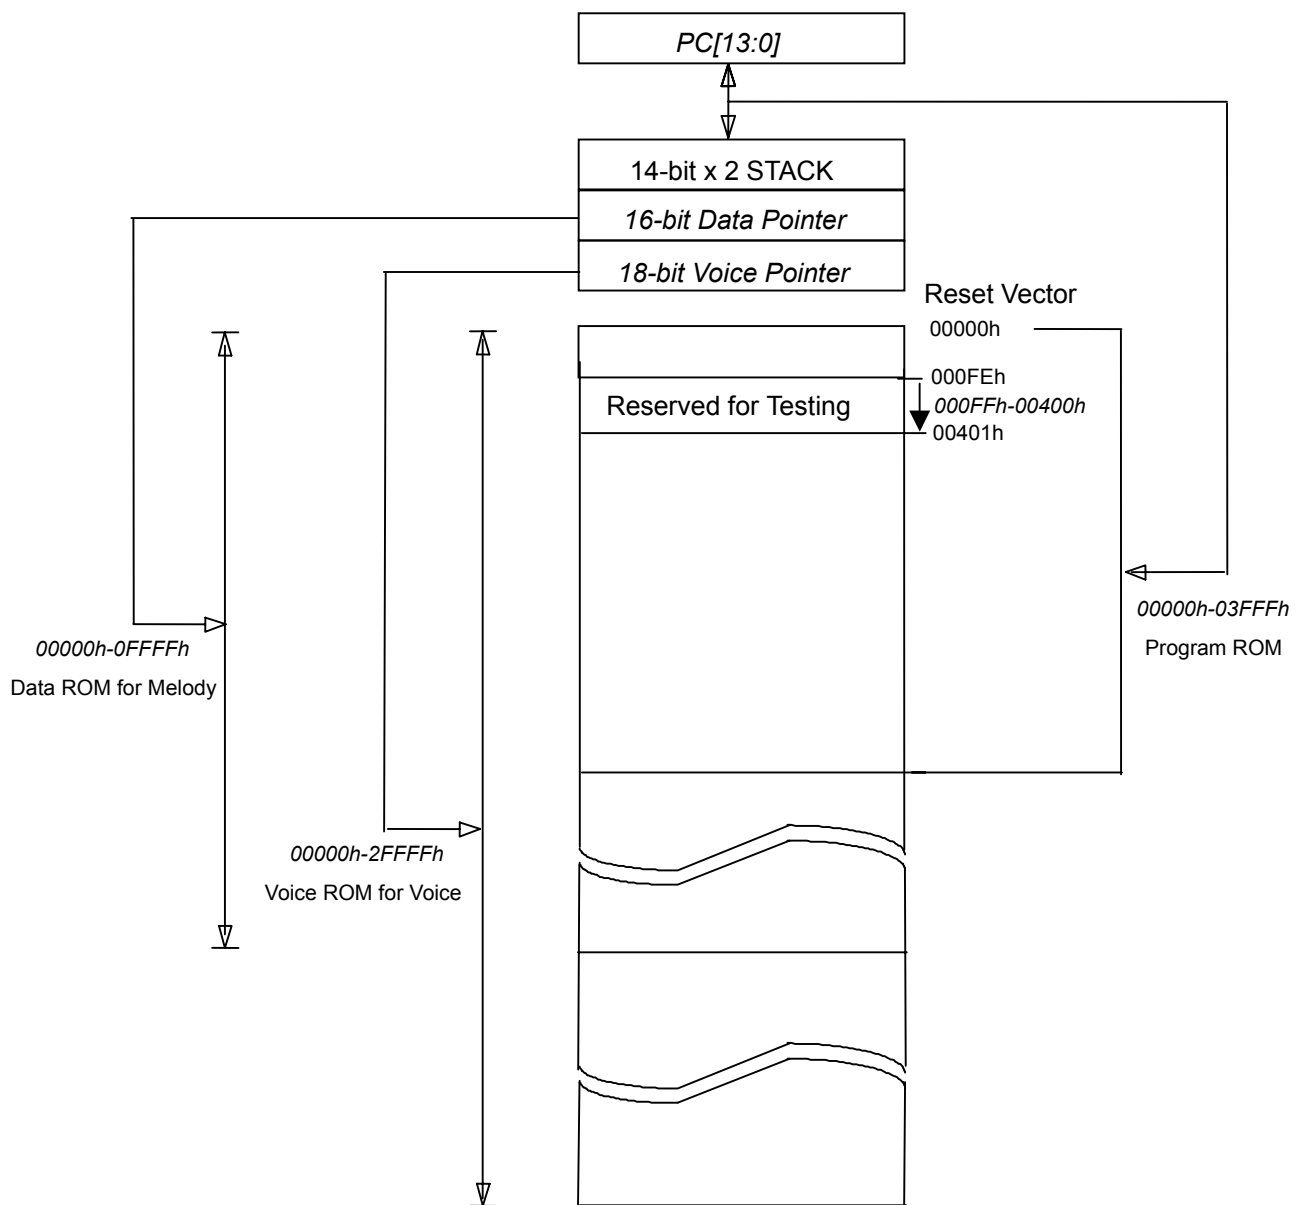 PC[13:0]
14-bit x 2 STACK
16-bit Data Pointer
18-bit Voice Pointer
Reset Vector
00000h
000FEh
Reserved for Testing
000FFh-00400h
00401h
00000h-03FFFh
Program ROM
00000h-0FFFFh
Data ROM for Melody
00000h-2FFFFh
Voice ROM for Voice